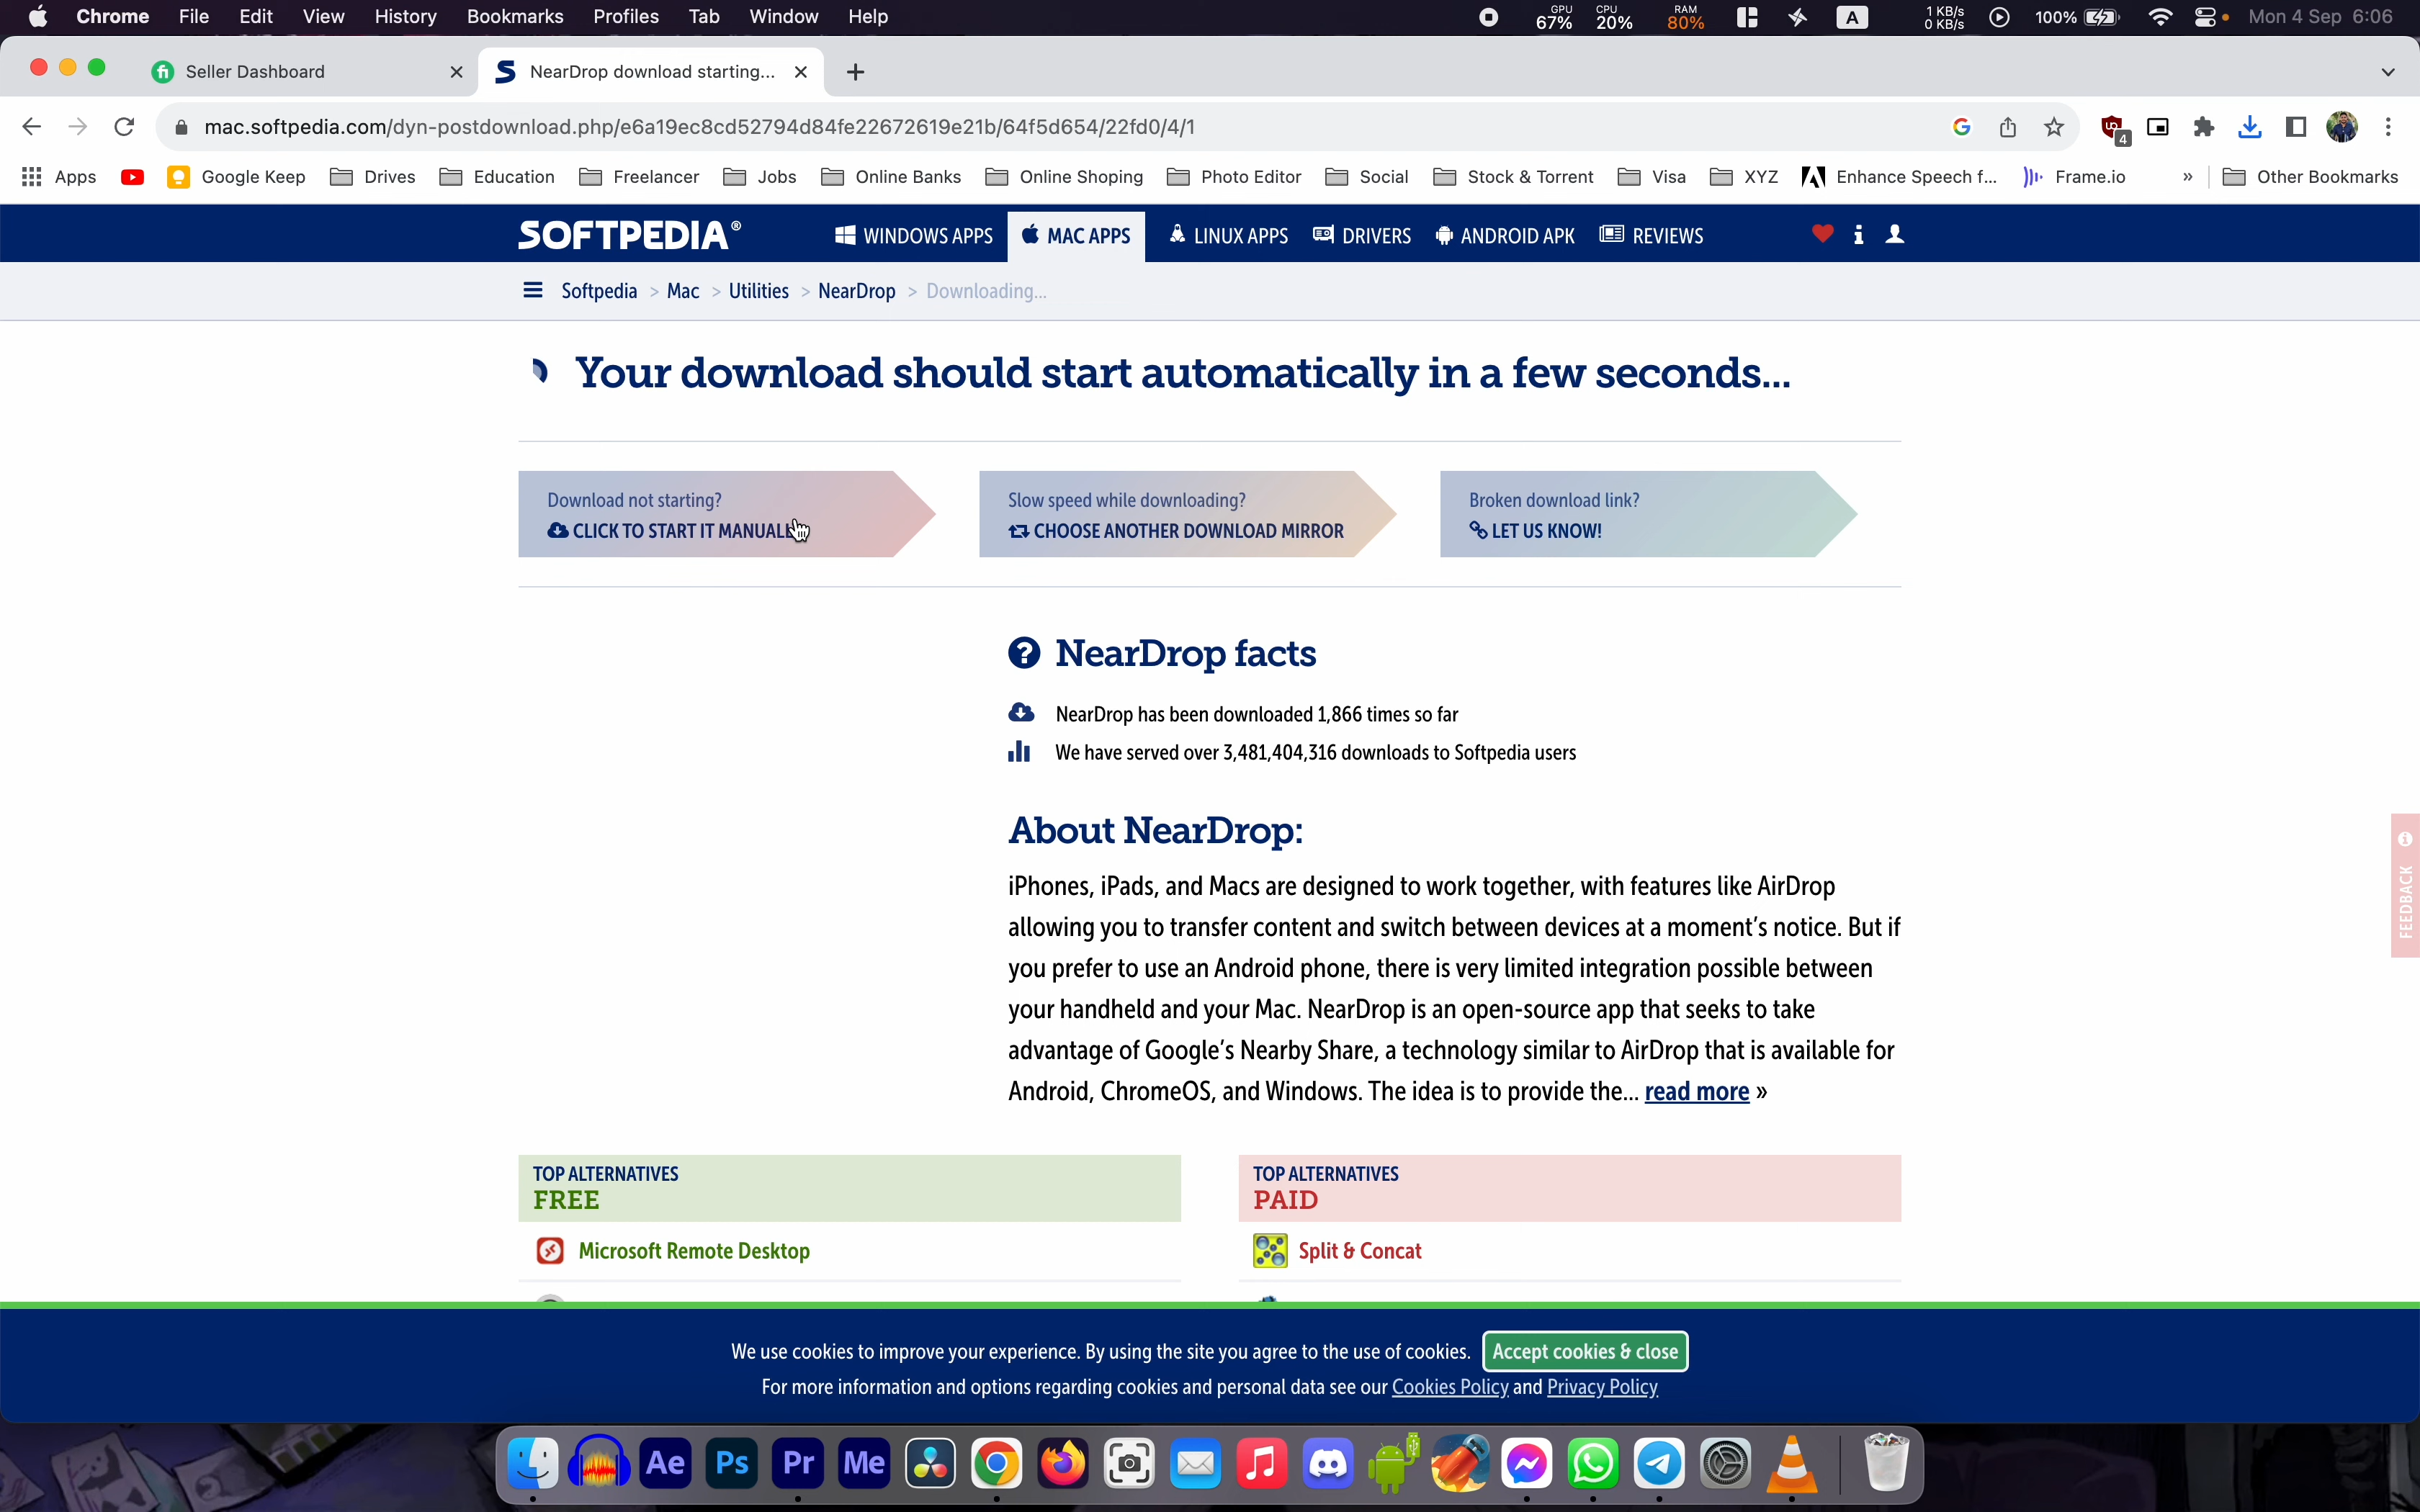 Chrome File Edit View History Bookmarks Profiles Tab Window Help GPU 67% CPU 20% RAM 80% A 1 KB/s 0 KB/s 100% Mon 4 Sep 6:06
Seller Dashboard NearDrop download starting...
mac.softpedia.com/dyn-postdownload.php/e6a19ec8cd52794d84fe22672619e21b/64f5d654/22fd0/4/1 4
Apps Google Keep Drives Education Freelancer Jobs Online Banks Online Shoping Photo Editor Social Stock & Torrent Visa XYZ Enhance Speech f... Frame.io » Other Bookmarks
SOFTPEDIA® WINDOWS APPS MAC APPS LINUX APPS DRIVERS ANDROID APK REVIEWS
Softpedia > Mac > Utilities > NearDrop > Downloading...
Your download should start automatically in a few seconds...
Download not starting?
CLICK TO START IT MANUALL
Slow speed while downloading?
CHOOSE ANOTHER DOWNLOAD MIRROR
Broken download link?
LET US KNOW!
NearDrop facts
NearDrop has been downloaded 1,866 times so far
We have served over 3,481,404,316 downloads to Softpedia users
About NearDrop:
iPhones, iPads, and Macs are designed to work together, with features like AirDrop
allowing you to transfer content and switch between devices at a moment's notice. But if
you prefer to use an Android phone, there is very limited integration possible between
your handheld and your Mac. NearDrop is an open-source app that seeks to take
advantage of Google's Nearby Share, a technology similar to AirDrop that is available for
Android, ChromeOS, and Windows. The idea is to provide the... read more »
FEEDBACK
TOP ALTERNATIVES
FREE
Microsoft Remote Desktop
TOP ALTERNATIVES
PAID
Split & Concat
We use cookies to improve your experience. By using the site you agree to the use of cookies. Accept cookies & close
For more information and options regarding cookies and personal data see our Cookies Policy and Privacy Policy
Ae Ps Pr Me